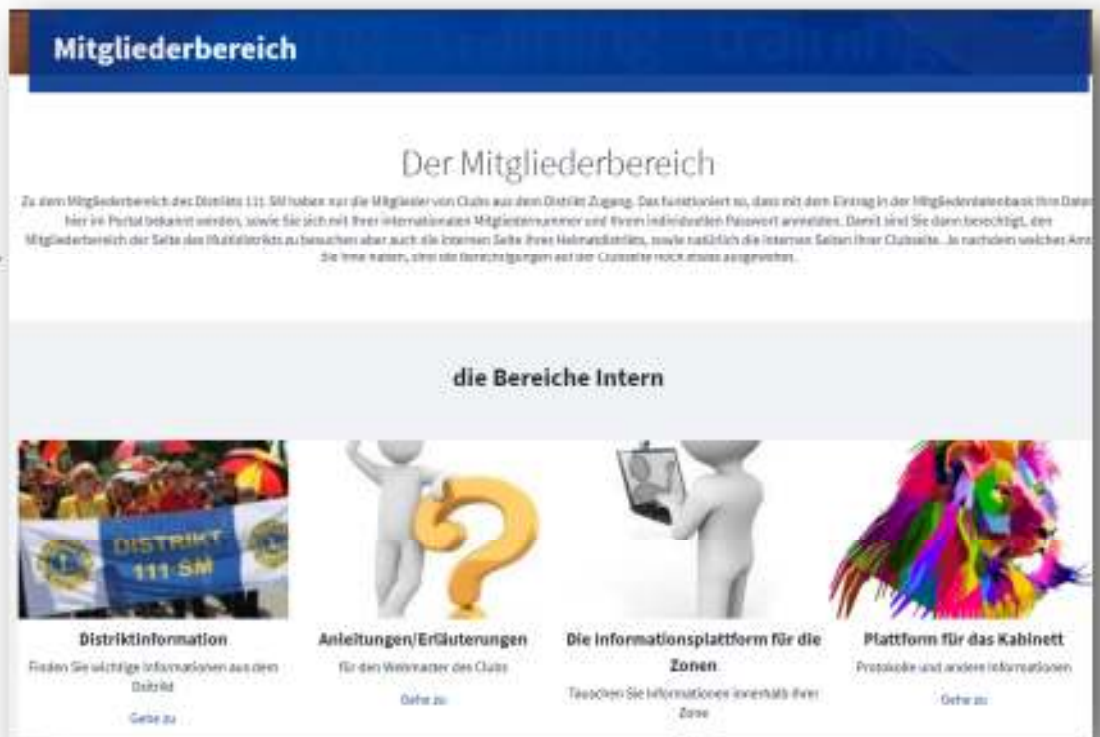 Mitgliederbereich
Der Mitgliederbereich
Zu dem Mitgliederbereich des Distrikts 111 SM haben nur die Mitglieder von Clubs aus dem Distrikt Zugang. Das funktioniert so, dass mit dem Eintrag in der Mitgliederdatenbank Ihre Daten
hier im Portal bekannt werden, sowie Sie sich mit Ihrer internationalen Mitgliedernummer und Ihrem individuellen Passwort anmelden. Damit sind Sie dann berechtigt, den
Mitgliederbereich der Seite des Multidistrikts zu besuchen aber auch die internen Seite Ihres Heimatdistrikts, sowie natürlich die internen Seiten Ihrer Clubseite. Je nachdem welches Amt
Sie inne haben, sind die Berechtigungen auf der Clubseite noch etwas ausgeweitet.
die Bereiche Intern
DISTRIKT
111 SM
Distriktinformation
Finden Sie wichtige Informationen aus dem
Distrikt
Gehe zu
Anleitungen/Erläuterungen
für den Webmaster des Clubs
Gehe zu
Die Informationsplattform für die
Zonen
Tauschen Sie Informationen innerhalb Ihrer
Zone
Plattform für das Kabinett
Protokolle und andere Informationen
Gehe zu